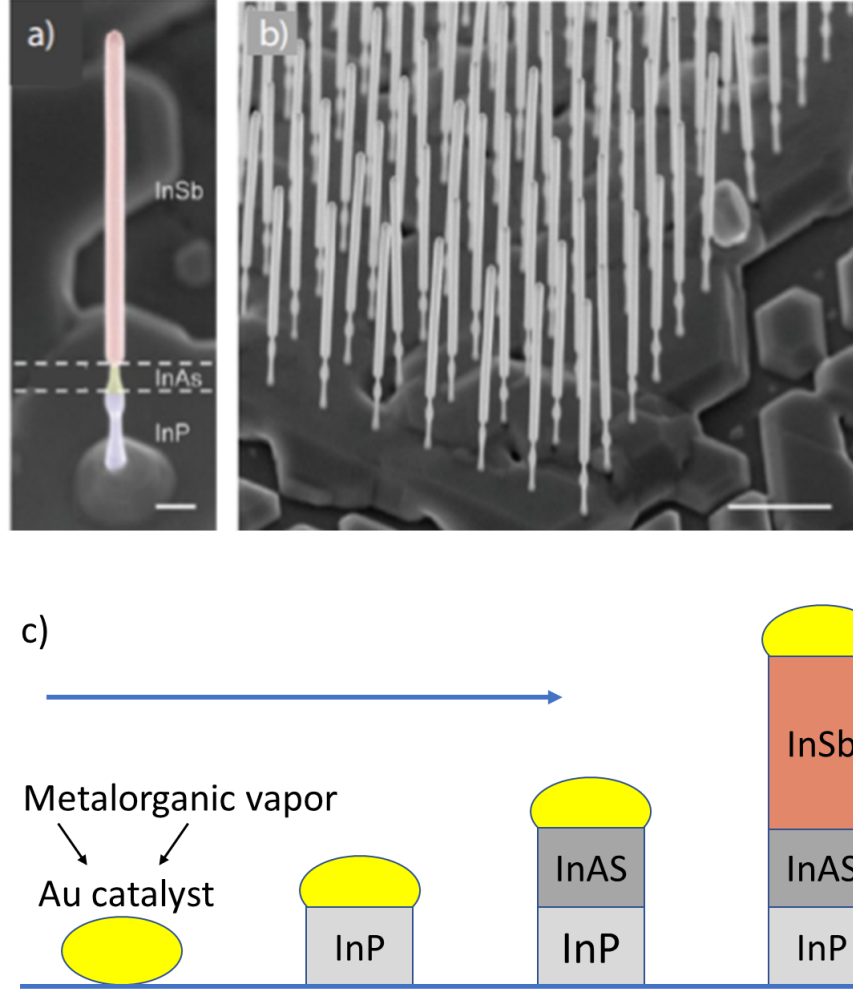 a)
b)
InSb
InAs
InP
c)
InSb
Metalorganic vapor
Au catalyst
InAS
InAS
InP
InP
InP